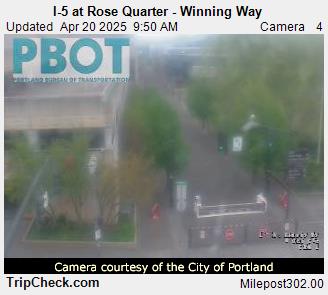 I-5 at Rose Quarter - Winning Way
Updated Apr 20 2025 9:50 AM Camera 4
PBOT
PORTLAND BUREAU OF TRANSPORTATION
Camera courtesy of the City of Portland
TripCheck.com Milepost302.00